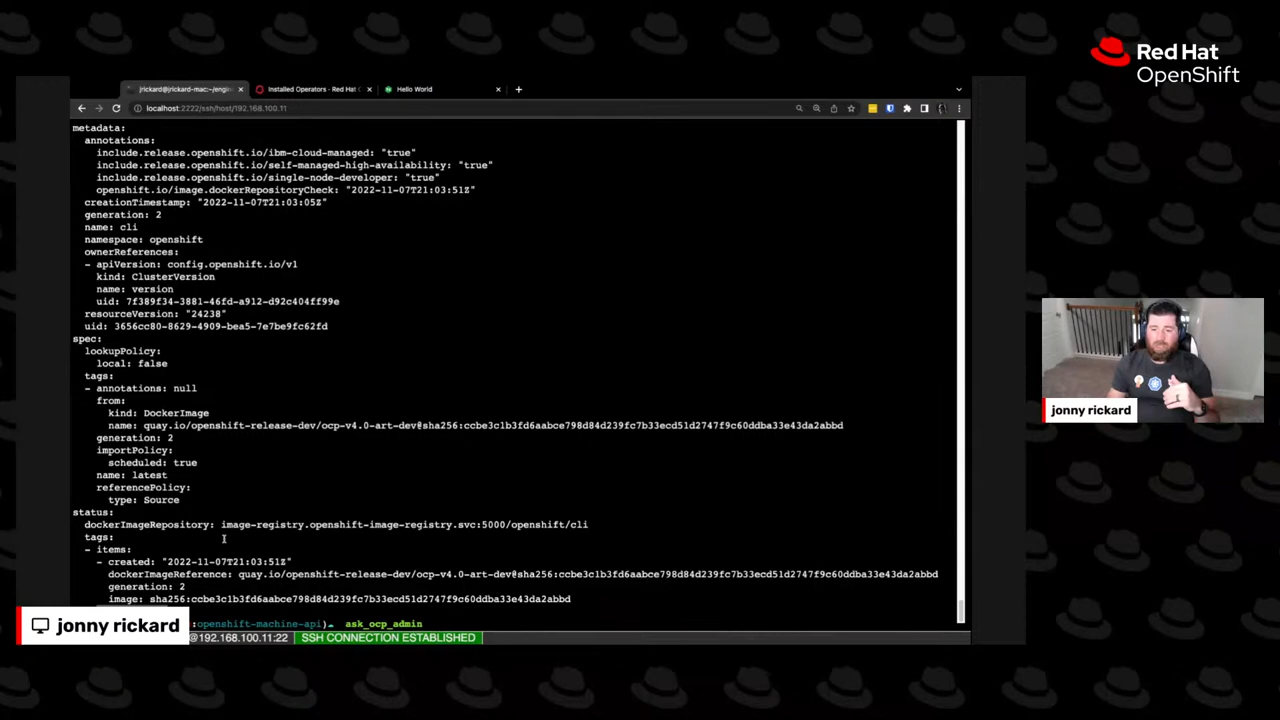 Red Hat
OpenShift
jrickard@jrickard-mac:~/engin
Installed Operators - Red Hat
Hello World
localhost:2222/ssh/host/192.168.100.11
metadata:
annotations:
include.release.openshift.io/ibm-cloud-managed: "true"
include.release.openshift.io/self-managed-high-availability: "true"
include.release.openshift.io/single-node-developer: "true"
openshift.io/image.dockerRepositoryCheck: "2022-11-07T21:03:51Z"
creationTimestamp: "2022-11-07T21:03:05Z"
generation: 2
name: cli
namespace: openshift
ownerReferences:
- apiVersion: config.openshift.io/v1
kind: ClusterVersion
name: version
uid: 7f389f34-3881-46fd-a912-d92c404ff99e
resourceVersion: "24238"
uid: 3656cc80-8629-4909-bea5-7e7be9fc62fd
spec:
lookupPolicy:
local: false
tags:
- annotations: null
from:
kind: DockerImage
name: quay.io/openshift-release-dev/ocp-v4.0-art-dev@sha256:ccbe3c1b3fd6aabce798d84d239fc7b33ecd51d2747f9c60ddba33e43da2abbd
generation: 2
importPolicy:
scheduled: true
name: latest
referencePolicy:
type: Source
status:
dockerImageRepository: image-registry.openshift-image-registry.svc:5000/openshift/cli
tags:
- items:
- created: "2022-11-07T21:03:51Z"
dockerImageReference: quay.io/openshift-release-dev/ocp-v4.0-art-dev@sha256:ccbe3c1b3fd6aabce798d84d239fc7b33ecd51d2747f9c60ddba33e43da2abbd
generation: 2
image: sha256:ccbe3c1b3fd6aabce798d84d239fc7b33ecd51d2747f9c60ddba33e43da2abbd
:openshift-machine-api) ask_ocp_admin
@192.168.100.11:22 SSH CONNECTION ESTABLISHED
jonny rickard
jonny rickard